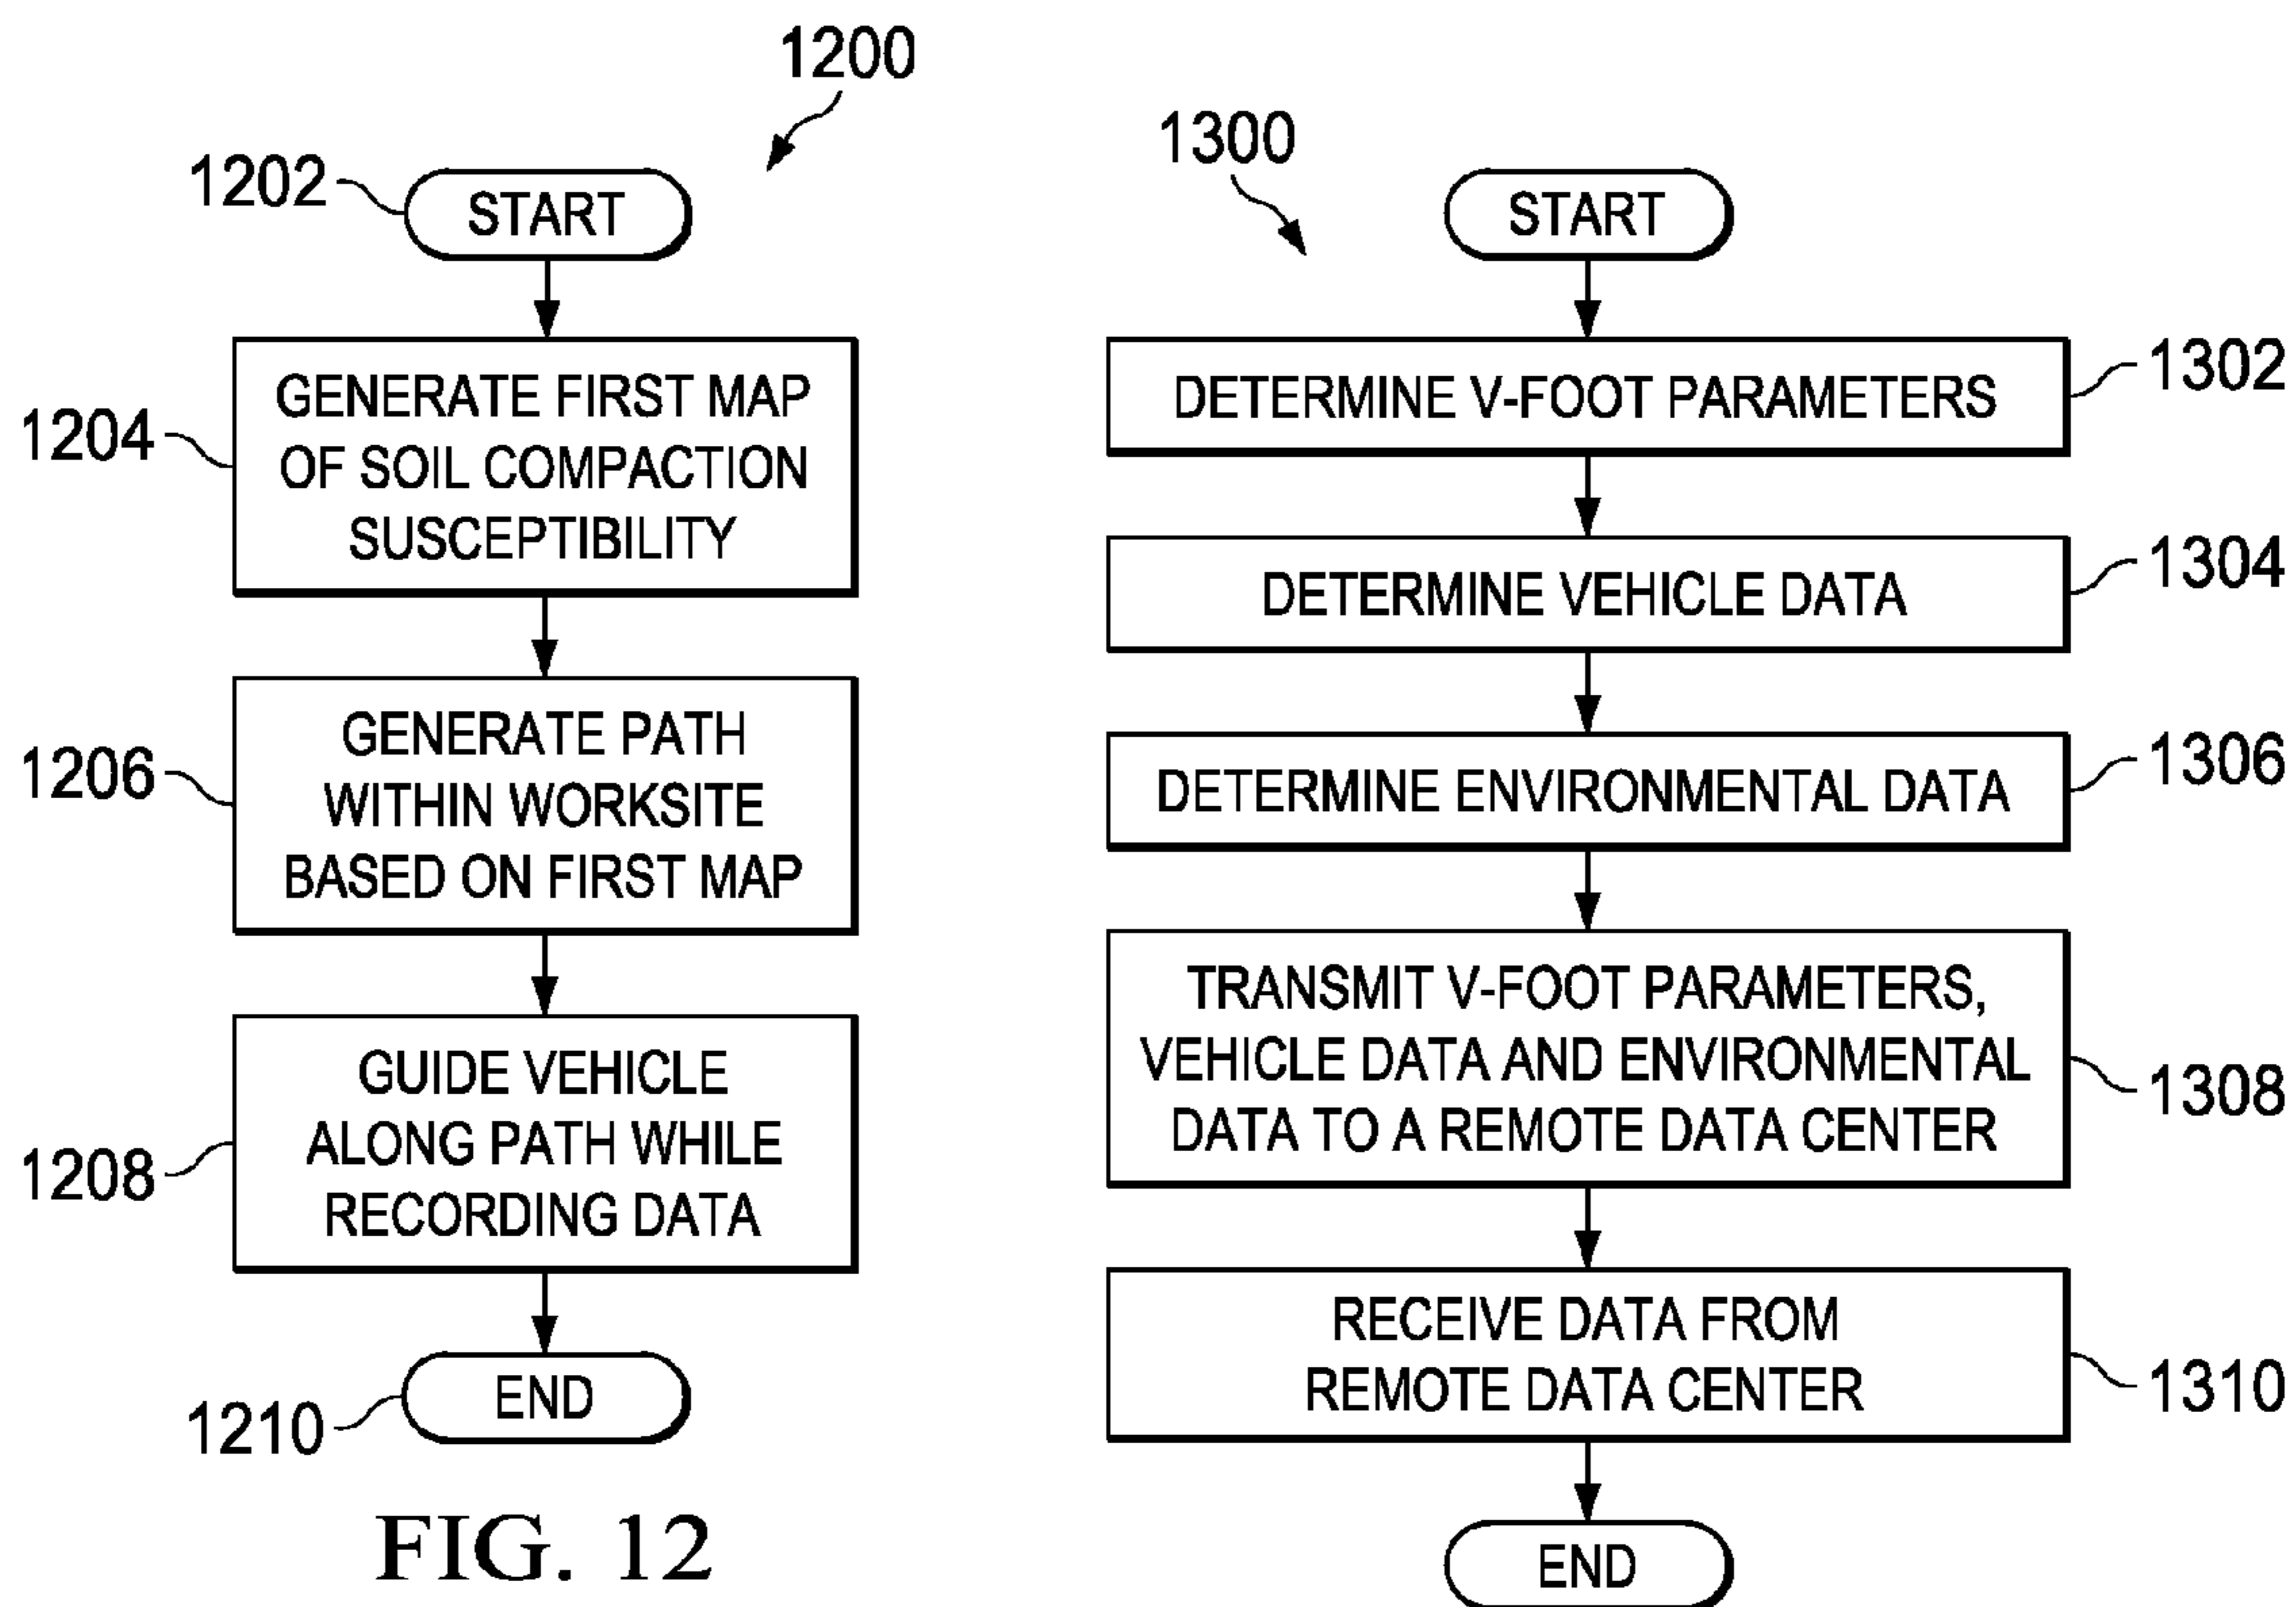 1200
1202
START
1204
GENERATE FIRST MAP
OF SOIL COMPACTION
SUSCEPTIBILITY
1206
GENERATE PATH
WITHIN WORKSITE
BASED ON FIRST MAP
1208
GUIDE VEHICLE
ALONG PATH WHILE
RECORDING DATA
1210
END
FIG. 12
1300
START
DETERMINE V-FOOT PARAMETERS
1302
DETERMINE VEHICLE DATA
1304
DETERMINE ENVIRONMENTAL DATA
1306
TRANSMIT V-FOOT PARAMETERS,
VEHICLE DATA AND ENVIRONMENTAL
DATA TO A REMOTE DATA CENTER
1308
RECEIVE DATA FROM
REMOTE DATA CENTER
1310
END